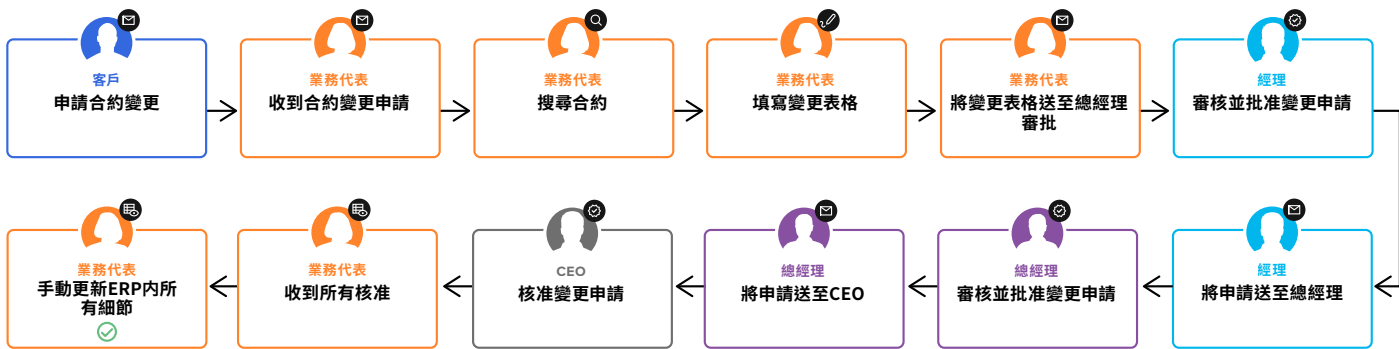 客戶
申請合約變更
業務代表
收到合約變更申請
業務代表
搜尋合約
業務代表
填寫變更表格
業務代表
將變更表格送至總經理
審批
經理
審核並批准變更申請
經理
將申請送至總經理
總經理
審核並批准變更申請
總經理
將申請送至CEO
CEO
核准變更申請
業務代表
收到所有核准
業務代表
手動更新ERP內所
有細節